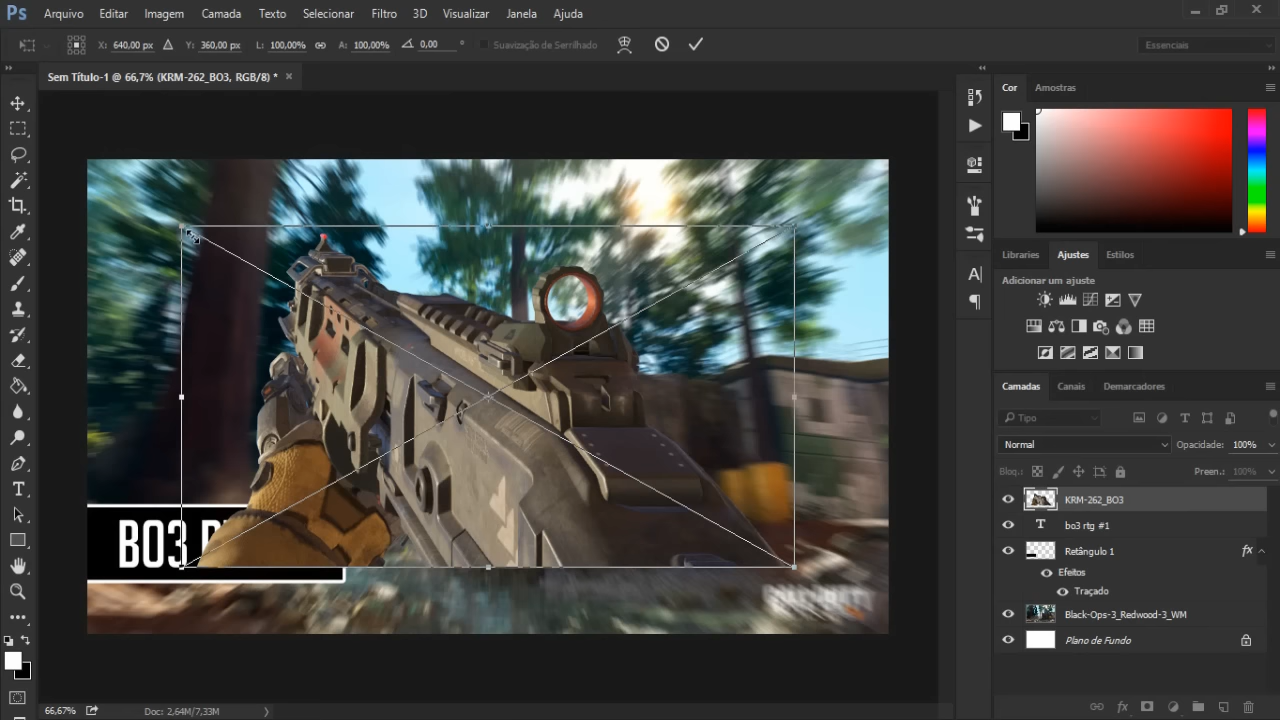 Ps Arquivo Editar Imagem Camada Texto Selecionar Filtro 3D Visualizar Janela Ajuda
X: 640,00 px Y: 360,00 px L: 100,00% A: 100,00% 0,00 ° Suavização de Serrilhado Essenciais
Sem Título-1 @ 66,7% (KRM-262_BO3, RGB/8) * ×
Cor Amostras
Libraries Ajustes Estilos
Adicionar um ajuste
Camadas Canais Demarcadores
Tipo
Normal Opacidade: 100%
Bloq.: Preen.: 100%
KRM-262_BO3
T bo3 rtg #1
Retângulo 1 fx
Efeitos
Traçado
Black-Ops-3_Redwood-3_WM
Plano de Fundo
BO3
66,67% Doc: 2,64M/7,33M